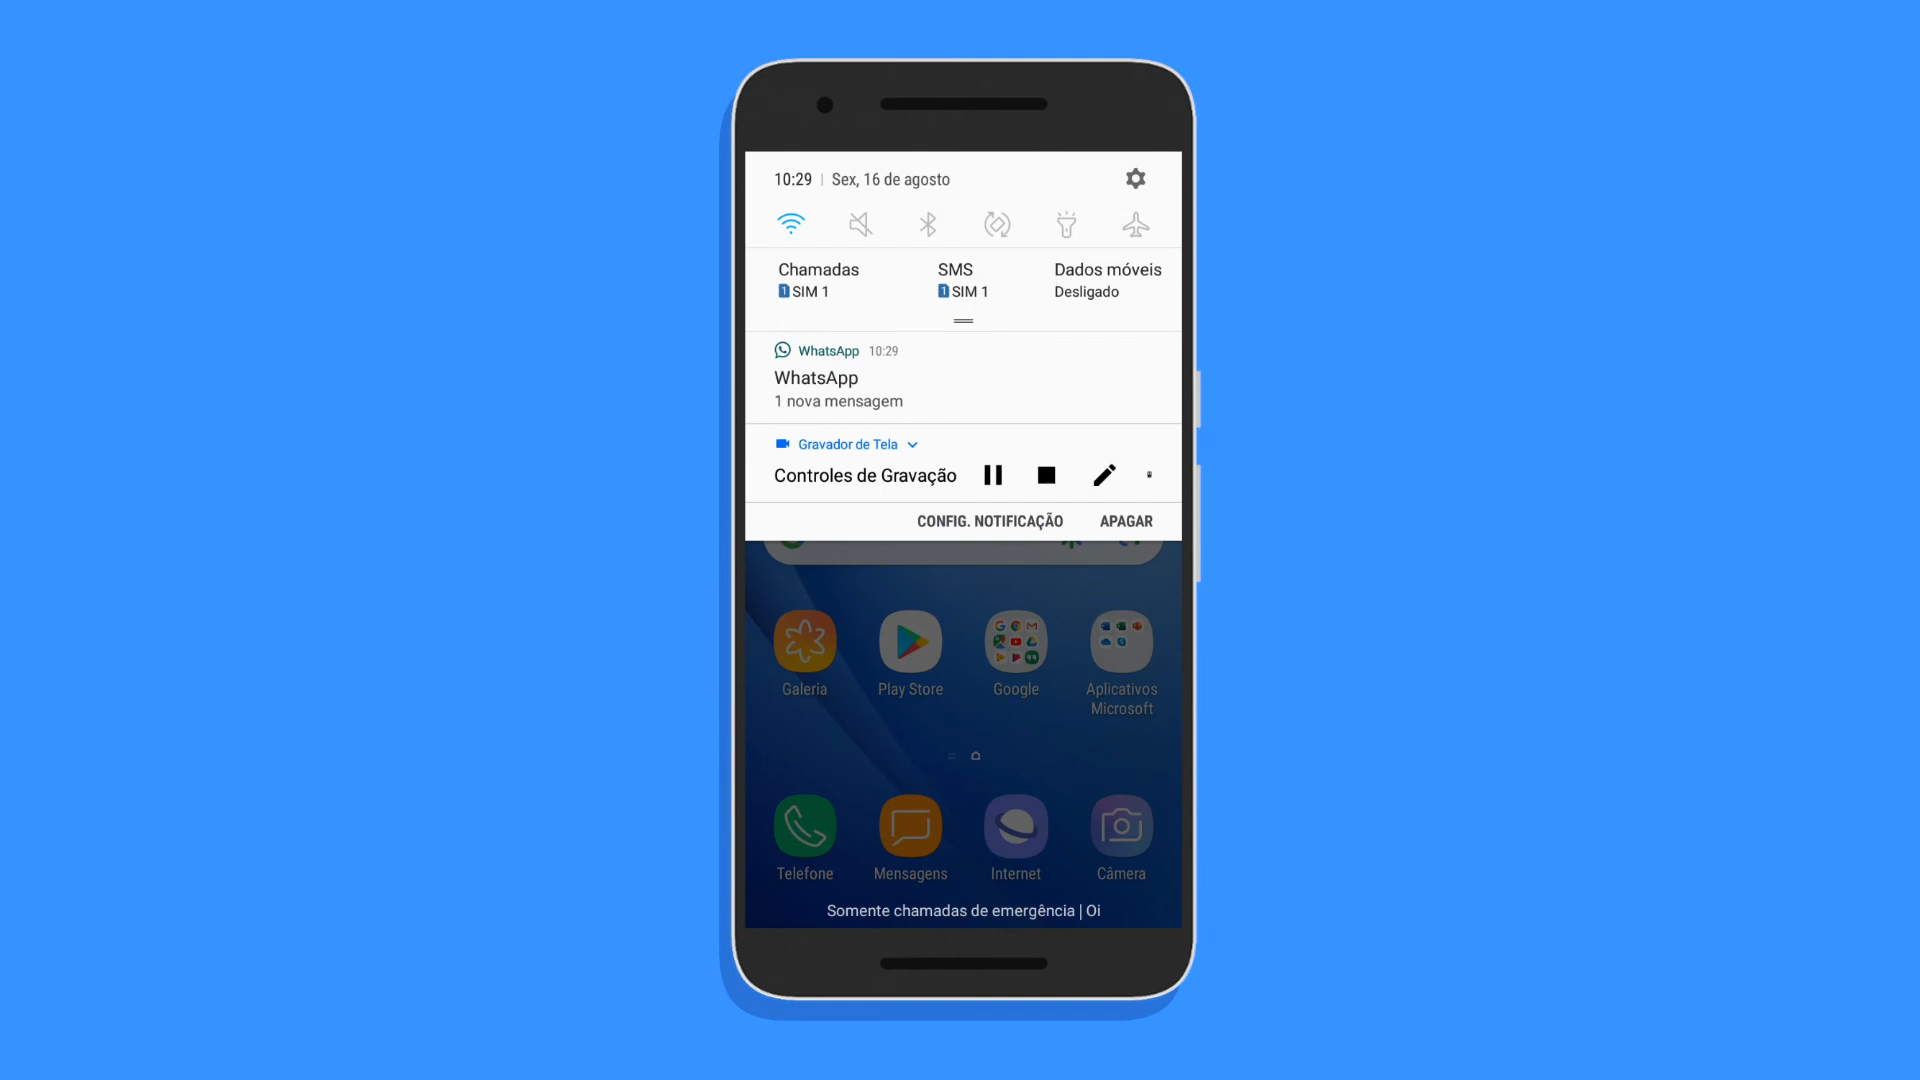 10:29 | Sex, 16 de agosto
Chamadas SMS Dados móveis
1 SIM 1 1 SIM 1 Desligado
WhatsApp 10:29
WhatsApp
1 nova mensagem
Gravador de Tela
Controles de Gravação
CONFIG. NOTIFICAÇÃO APAGAR
Galeria Play Store Google Aplicativos
Microsoft
Telefone Mensagens Internet Câmera
Somente chamadas de emergência | Oi